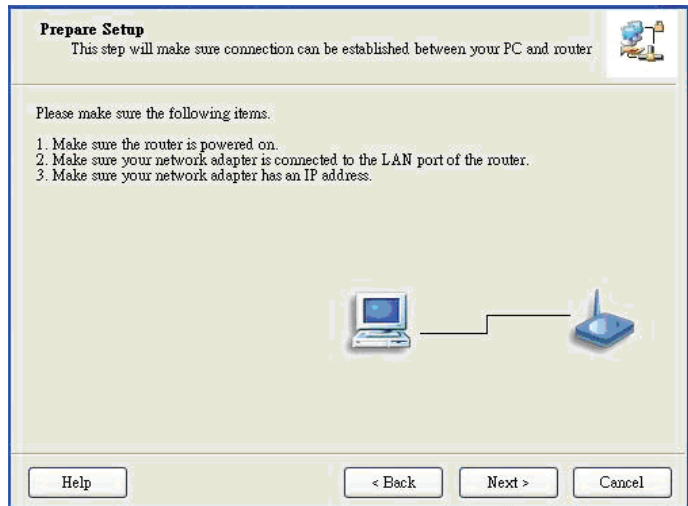 Prepare Setup
This step will make sure connection can be established between your PC and router
Please make sure the following items.
1. Make sure the router is powered on.
2. Make sure your network adapter is connected to the LAN port of the router.
3. Make sure your network adapter has an IP address.
Help
< Back
Next >
Cancel